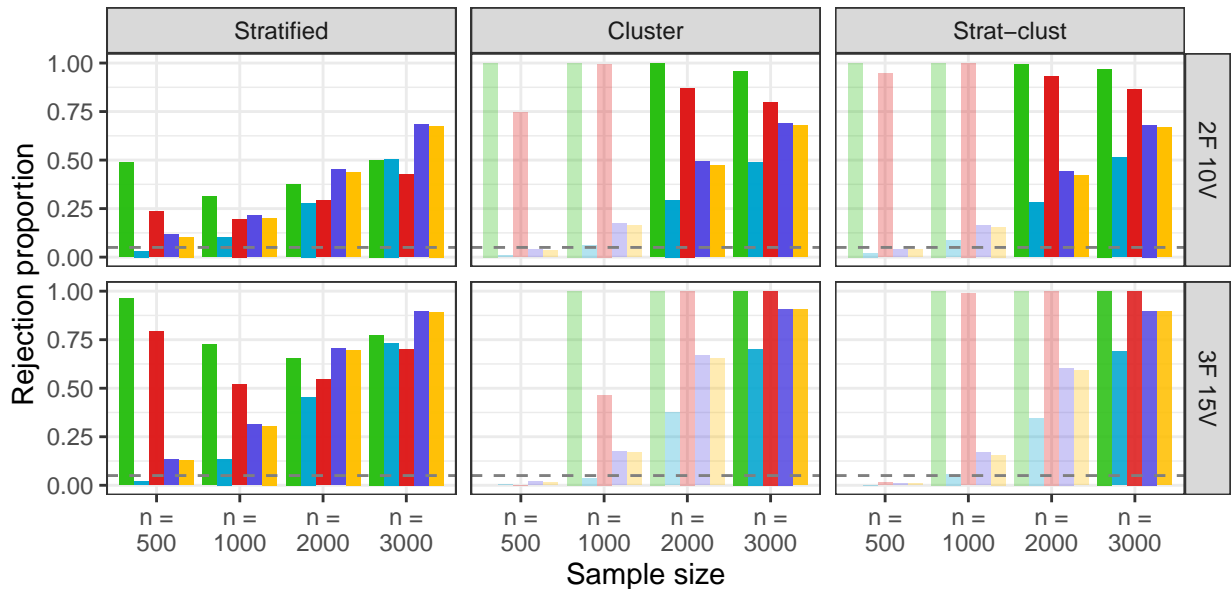 Stratified
Cluster
Strat−clust
Rejection proportion
1.00
0.75
0.50
0.25
0.00
2F 10V
1.00
0.75
0.50
0.25
0.00
3F 15V
n =
500
n =
1000
n =
2000
n =
3000
n =
500
n =
1000
n =
2000
n =
3000
n =
500
n =
1000
n =
2000
n =
3000
Sample size